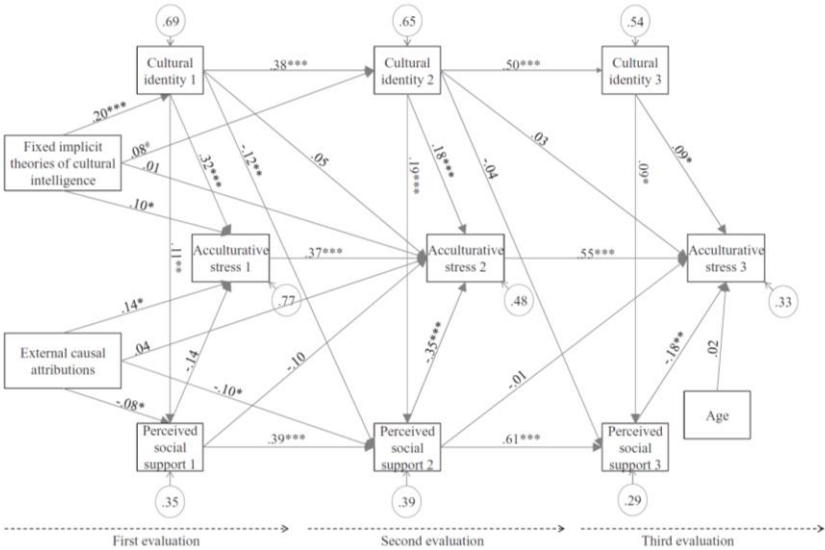 .69
.65
.54
Cultural
identity 1
.38***
Cultural
identity 2
.50***
Cultural
identity 3
.20***
Fixed implicit
theories of cultural
intelligence
.08*
.01
.10*
.32***
-.12**
.05
.19***
.18***
-.04
.03
.09*
.09*
.11**
Acculturative
stress 1
.37***
Acculturative
stress 2
.55***
Acculturative
stress 3
.77
.48
.33
.14*
External causal
attributions
.04
-.08*
-.14
-.10*
-.10
-.35***
-.01
-.18**
.02
Age
Perceived
social
support 1
.39***
Perceived
social
support 2
.61***
Perceived
social
support 3
.35
.39
.29
First evaluation
Second evaluation
Third evaluation